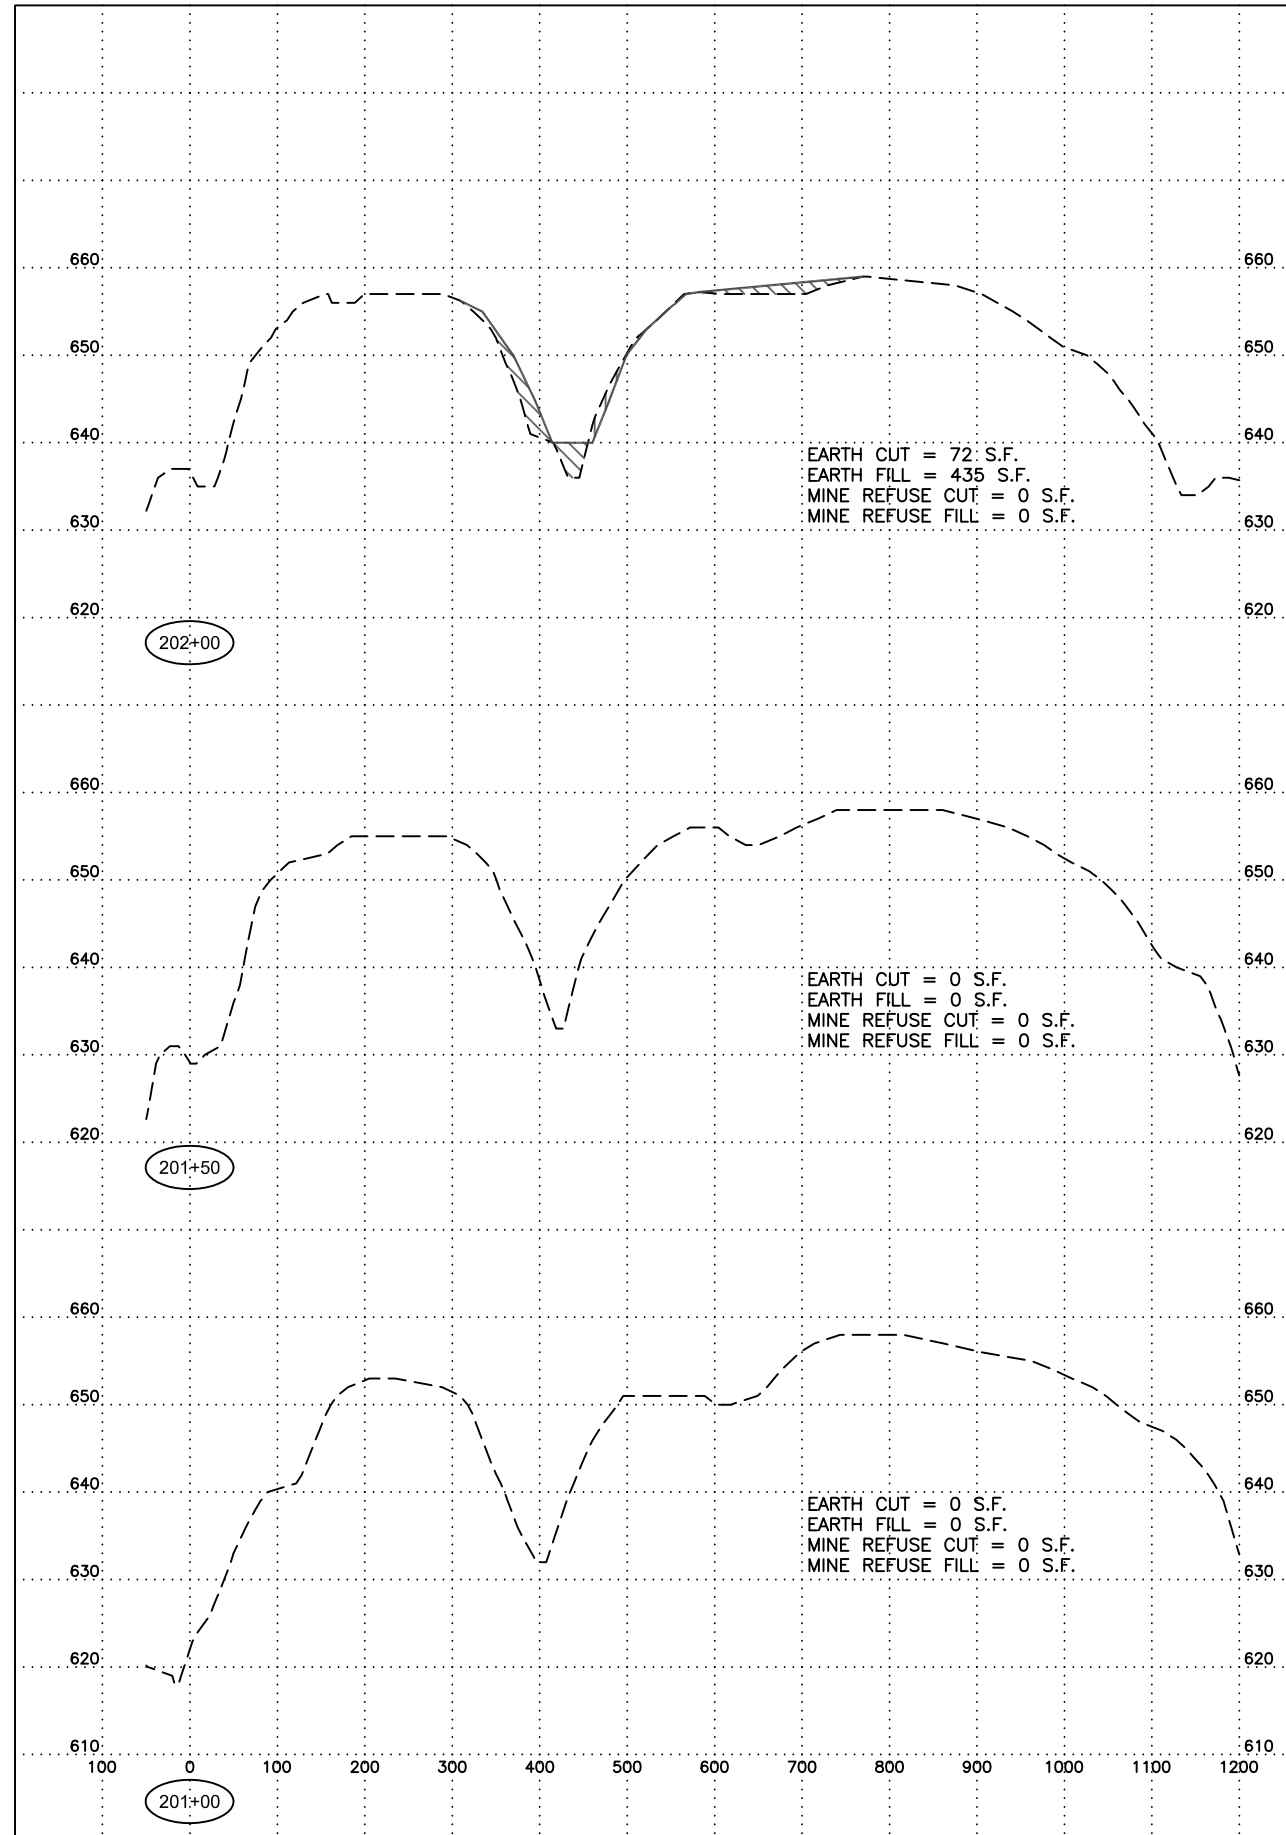 660 660
650 650
640 640
EARTH CUT = 72 S.F.
EARTH FILL = 435 S.F.
MINE REFUSE CUT = 0 S.F.
MINE REFUSE FILL = 0 S.F.
630 630
620 620
202+00
660 660
650 650
640 640
EARTH CUT = 0 S.F.
EARTH FILL = 0 S.F.
MINE REFUSE CUT = 0 S.F.
MINE REFUSE FILL = 0 S.F.
630 630
620 620
201+50
660 660
650 650
640 640
EARTH CUT = 0 S.F.
EARTH FILL = 0 S.F.
MINE REFUSE CUT = 0 S.F.
MINE REFUSE FILL = 0 S.F.
630 630
620 620
610 610
100 0 100 200 300 400 500 600 700 800 900 1000 1100 1200
201+00